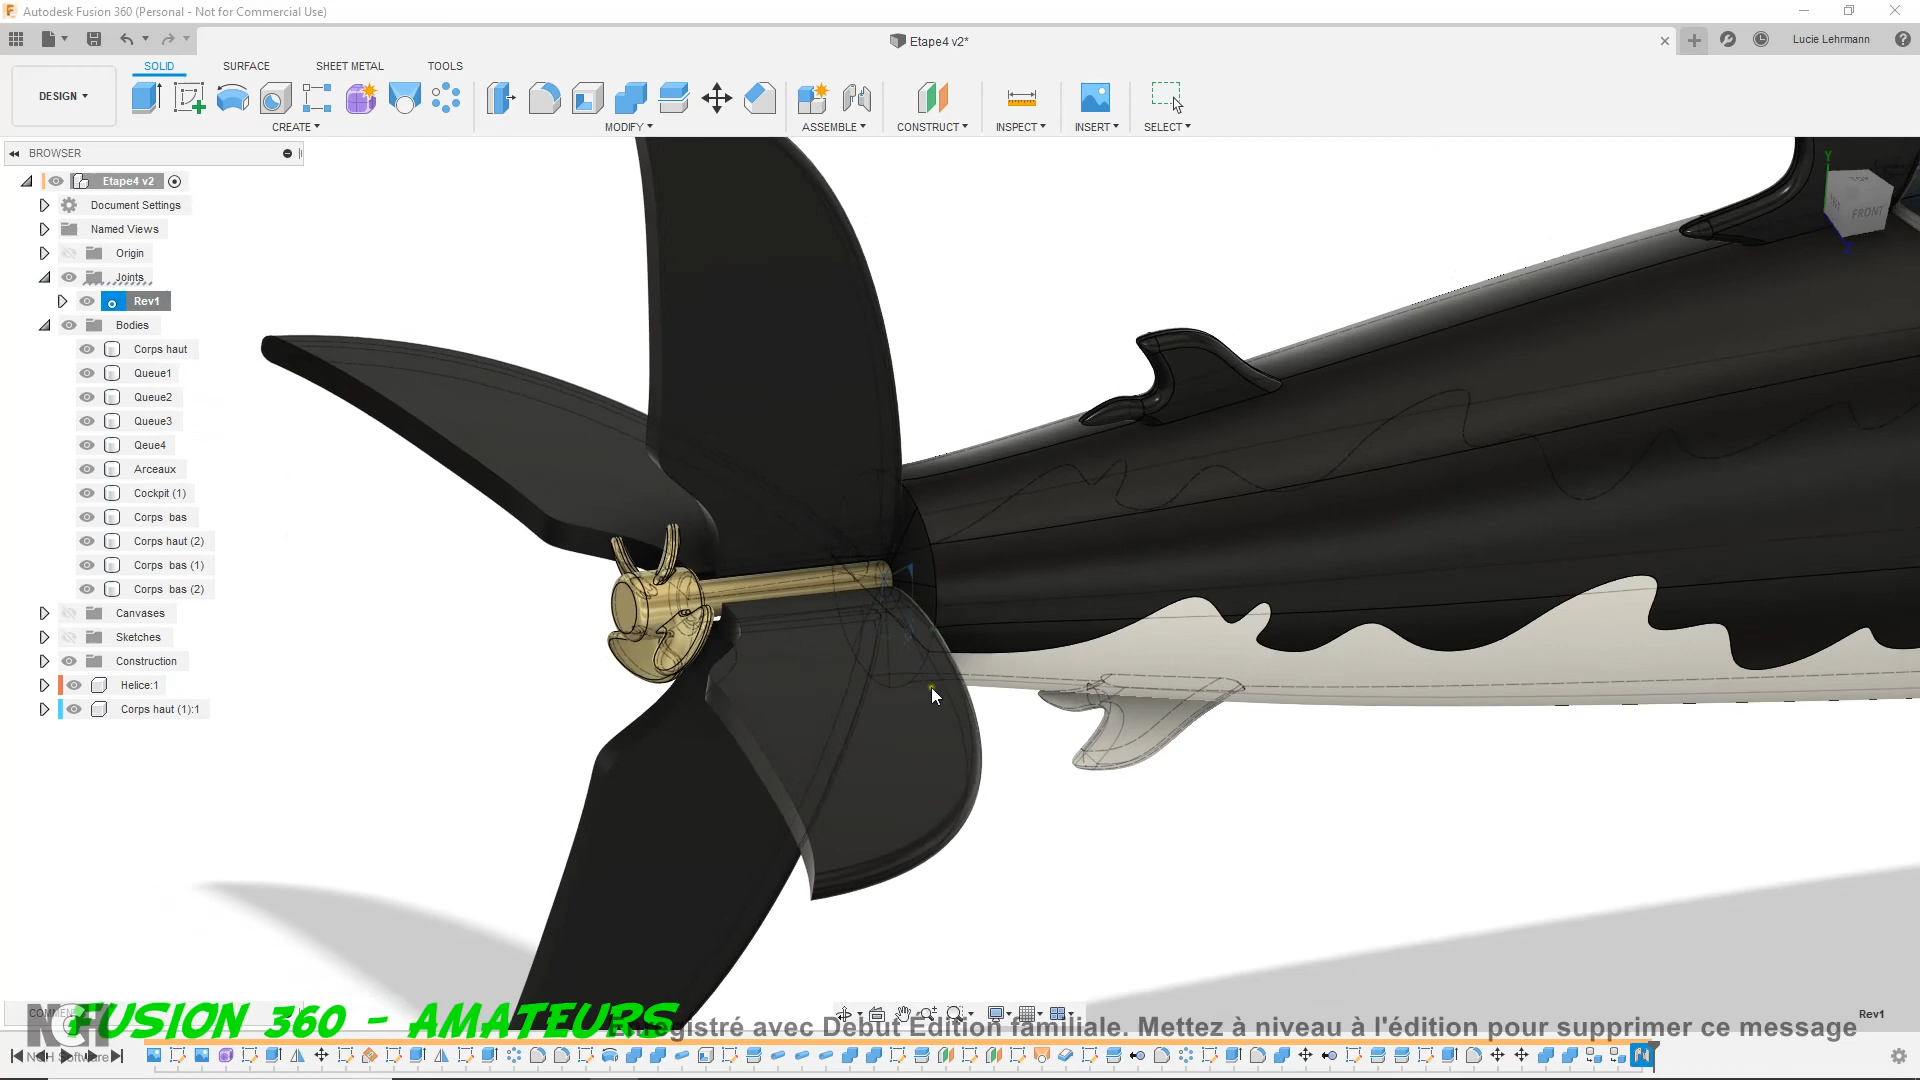 Autodesk Fusion 360 (Personal - Not for Commercial Use)
Etape4 v2*
Lucie Lehrmann
SOLID SURFACE SHEET METAL TOOLS
DESIGN
CREATE MODIFY ASSEMBLE CONSTRUCT INSPECT INSERT SELECT
BROWSER
Etape4 v2
Document Settings
Named Views
Origin
Joints
Rev1
Bodies
Corps haut
Queue1
Queue2
Queue3
Qeue4
Arceaux
Cockpit (1)
Corps bas
Corps haut (2)
Corps bas (1)
Corps bas (2)
Canvases
Sketches
Construction
Helice:1
Corps haut (1):1
Y
FRONT
Z
Rev1
FUSION 360 - AMATEURS
avec Debut Edition familiale. Mettez à niveau à l'édition pour supprimer ce message
NCH Software